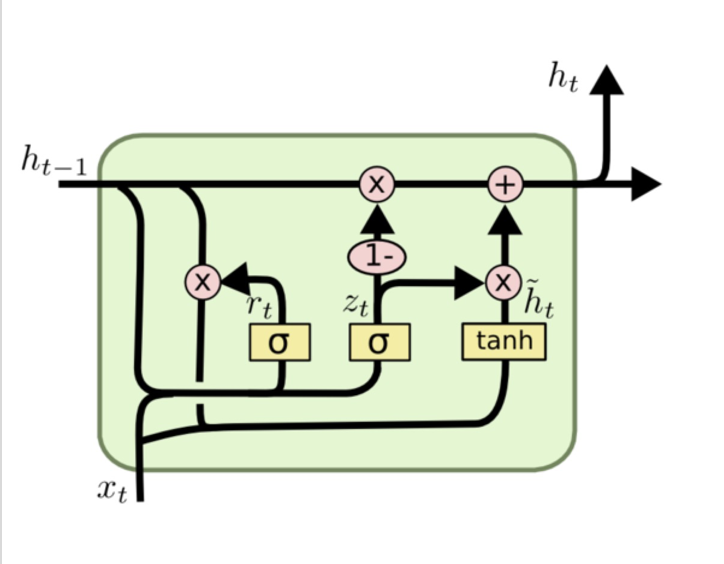 h_t
h_{t-1}
x
+
1-
x
r_t
z_t
x
h̃_t
σ
σ
tanh
x_t